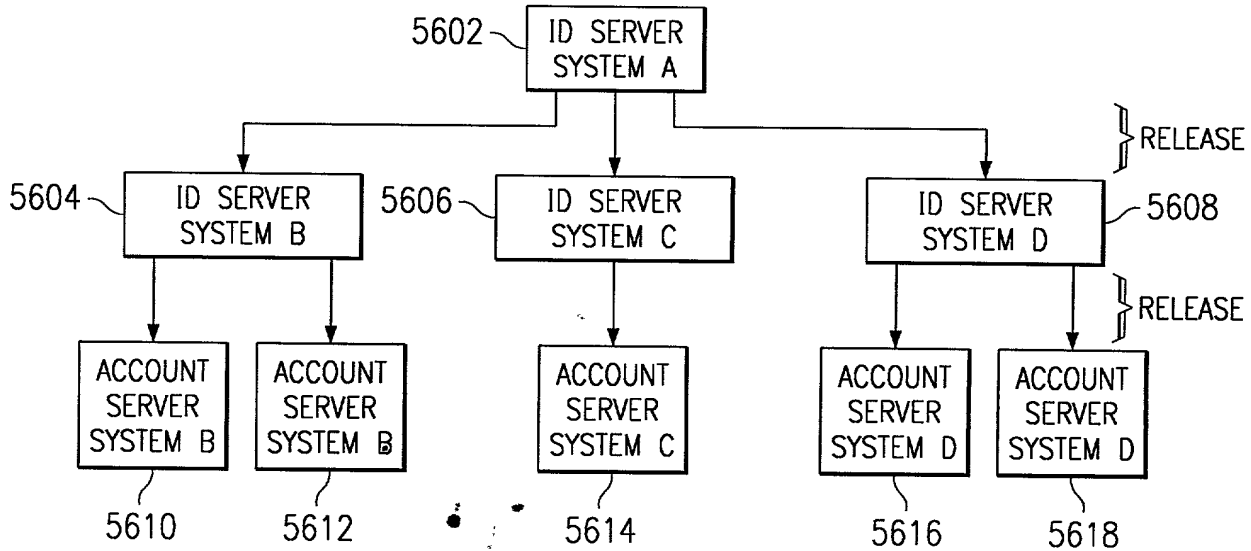 5602
ID SERVER
SYSTEM A
RELEASE
5604
ID SERVER
SYSTEM B
5606
ID SERVER
SYSTEM C
ID SERVER
SYSTEM D
5608
RELEASE
ACCOUNT
SERVER
SYSTEM B
ACCOUNT
SERVER
SYSTEM B
ACCOUNT
SERVER
SYSTEM C
ACCOUNT
SERVER
SYSTEM D
ACCOUNT
SERVER
SYSTEM D
5610
5612
5614
5616
5618